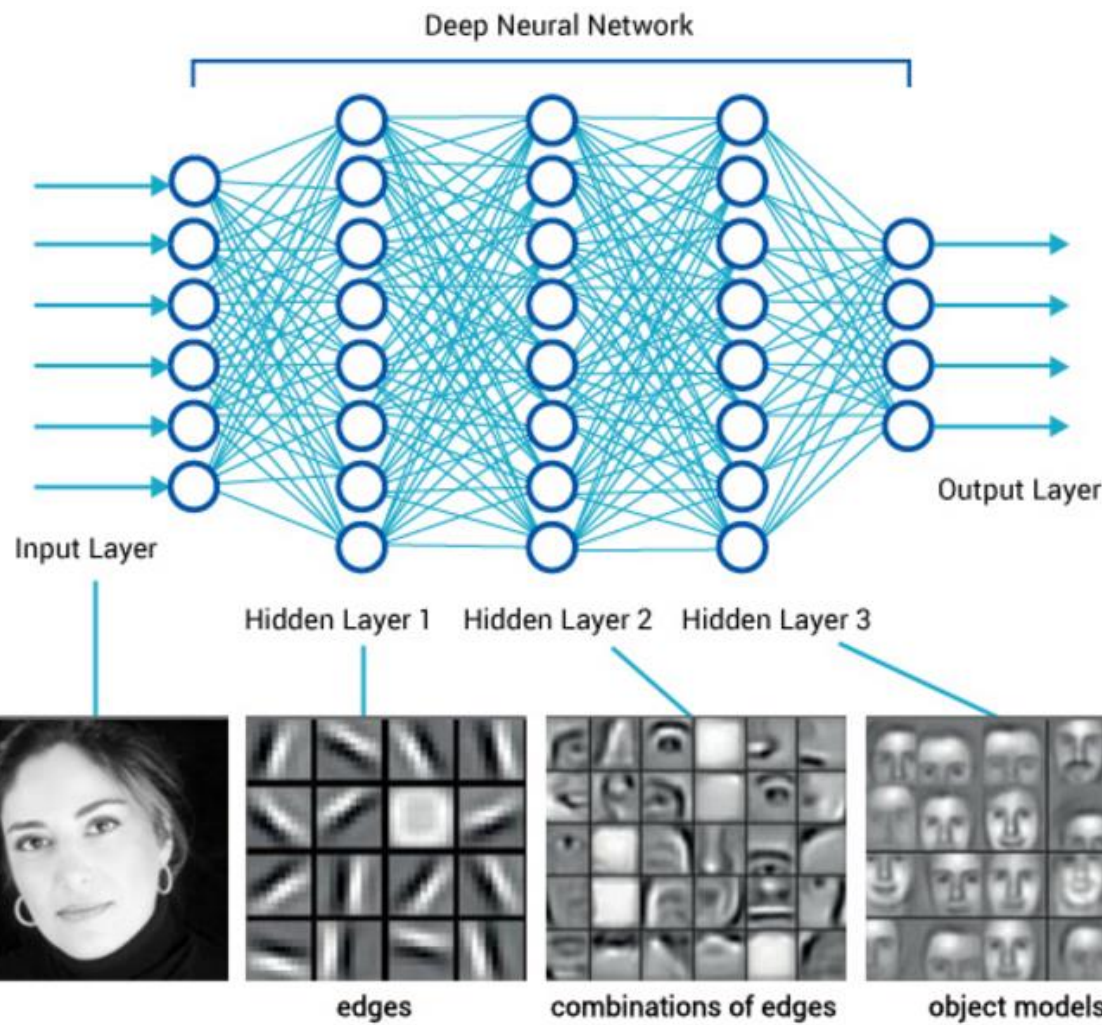 Deep Neural Network
Output Layer
Input Layer
Hidden Layer 1 Hidden Layer 2 Hidden Layer 3
edges combinations of edges object models